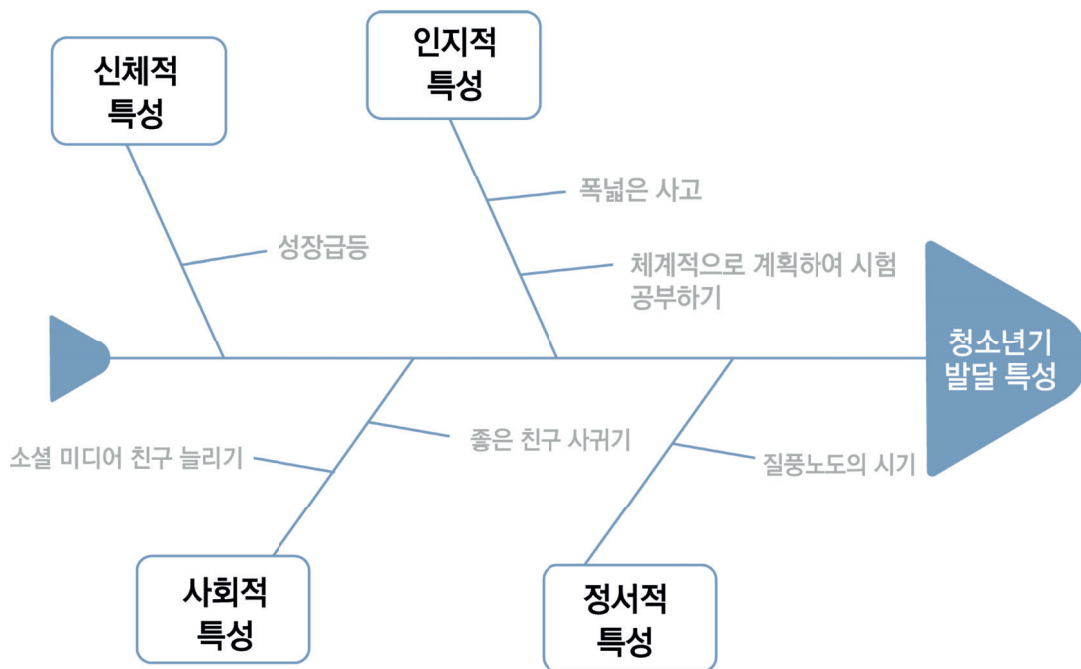 신체적
특성
인지적
특성
폭넓은 사고
성장급등
체계적으로 계획하여 시험
공부하기
청소년기
발달 특성
좋은 친구 사귀기
소셜 미디어 친구 늘리기
질풍노도의 시기
사회적
특성
정서적
특성